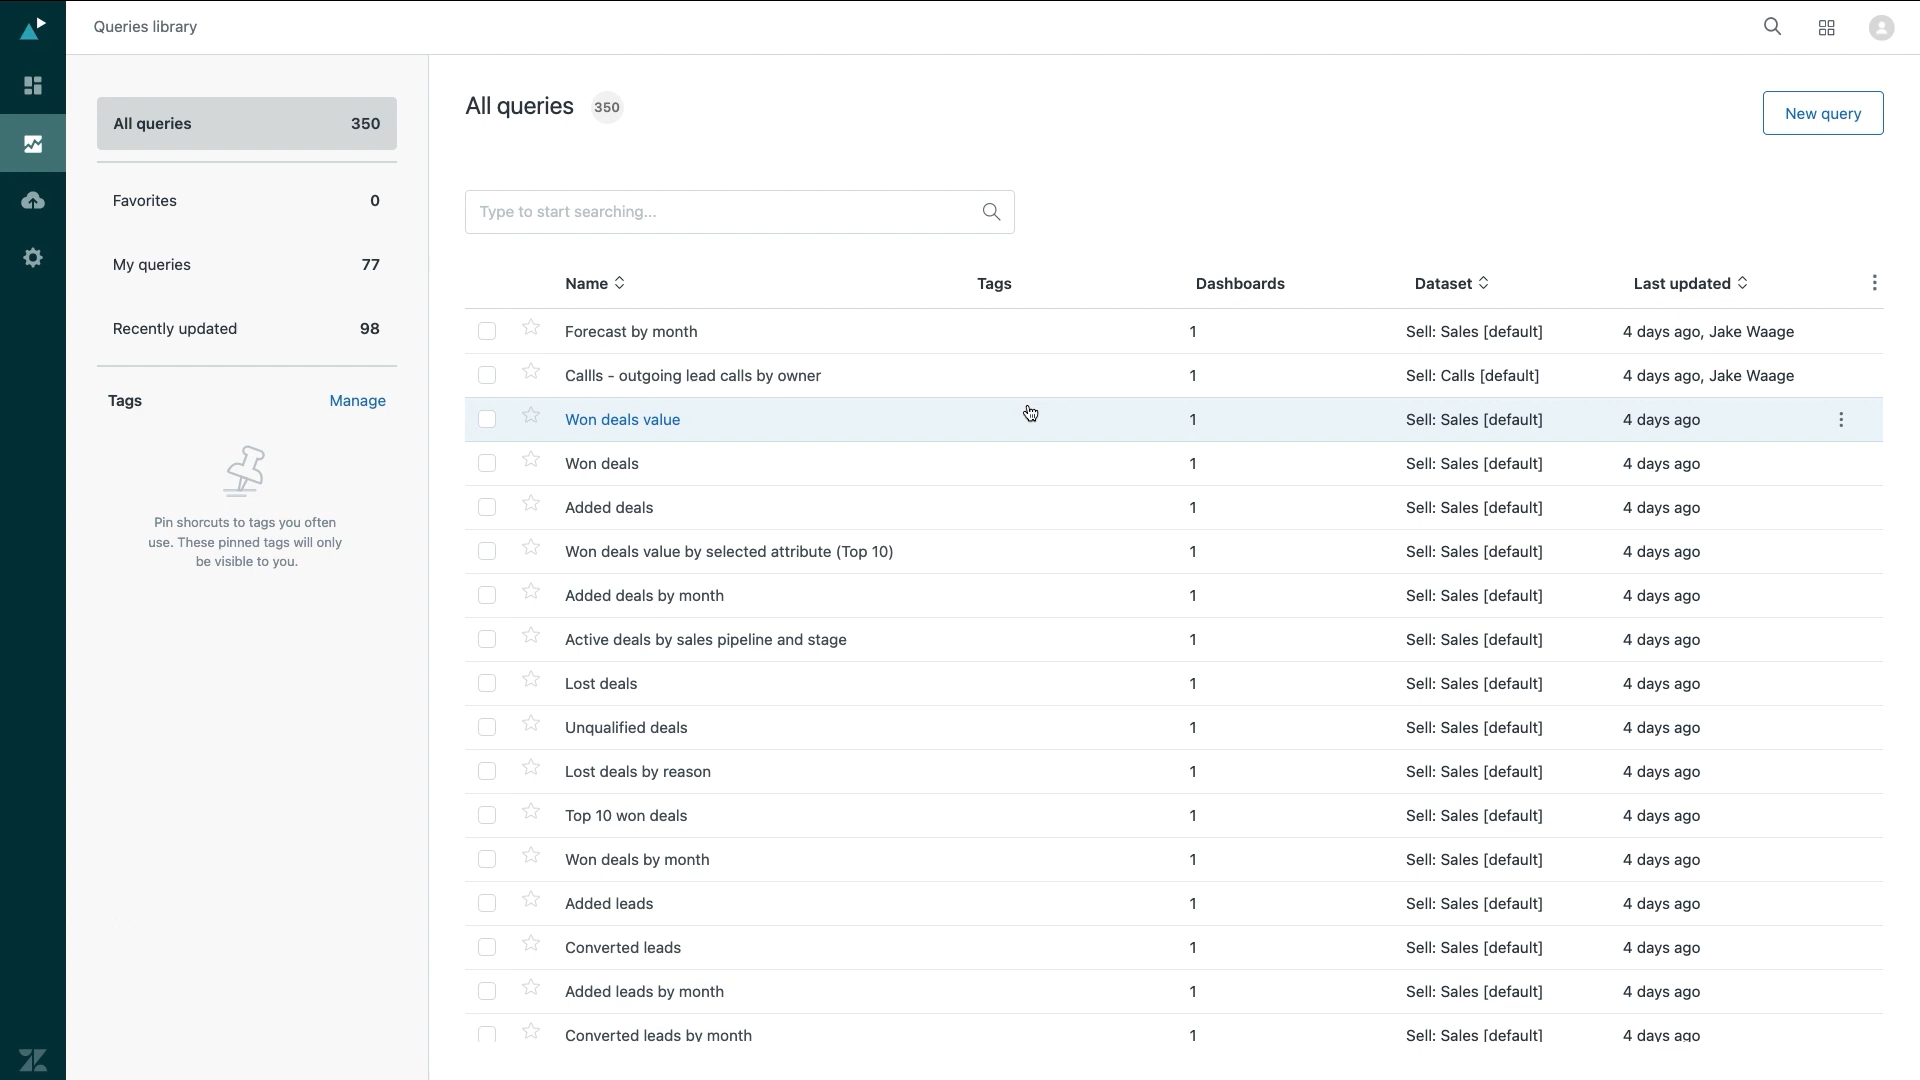 Queries library
All queries 350
Favorites 0
My queries 77
Recently updated 98
Tags Manage
Pin shorcuts to tags you often
use. These pinned tags will only
be visible to you.
All queries 350
New query
Type to start searching...
Name Tags Dashboards Dataset Last updated
Forecast by month 1 Sell: Sales [default] 4 days ago, Jake Waage
Callls - outgoing lead calls by owner 1 Sell: Calls [default] 4 days ago, Jake Waage
Won deals value 1 Sell: Sales [default] 4 days ago
Won deals 1 Sell: Sales [default] 4 days ago
Added deals 1 Sell: Sales [default] 4 days ago
Won deals value by selected attribute (Top 10) 1 Sell: Sales [default] 4 days ago
Added deals by month 1 Sell: Sales [default] 4 days ago
Active deals by sales pipeline and stage 1 Sell: Sales [default] 4 days ago
Lost deals 1 Sell: Sales [default] 4 days ago
Unqualified deals 1 Sell: Sales [default] 4 days ago
Lost deals by reason 1 Sell: Sales [default] 4 days ago
Top 10 won deals 1 Sell: Sales [default] 4 days ago
Won deals by month 1 Sell: Sales [default] 4 days ago
Added leads 1 Sell: Sales [default] 4 days ago
Converted leads 1 Sell: Sales [default] 4 days ago
Added leads by month 1 Sell: Sales [default] 4 days ago
Converted leads by month 1 Sell: Sales [default] 4 days ago